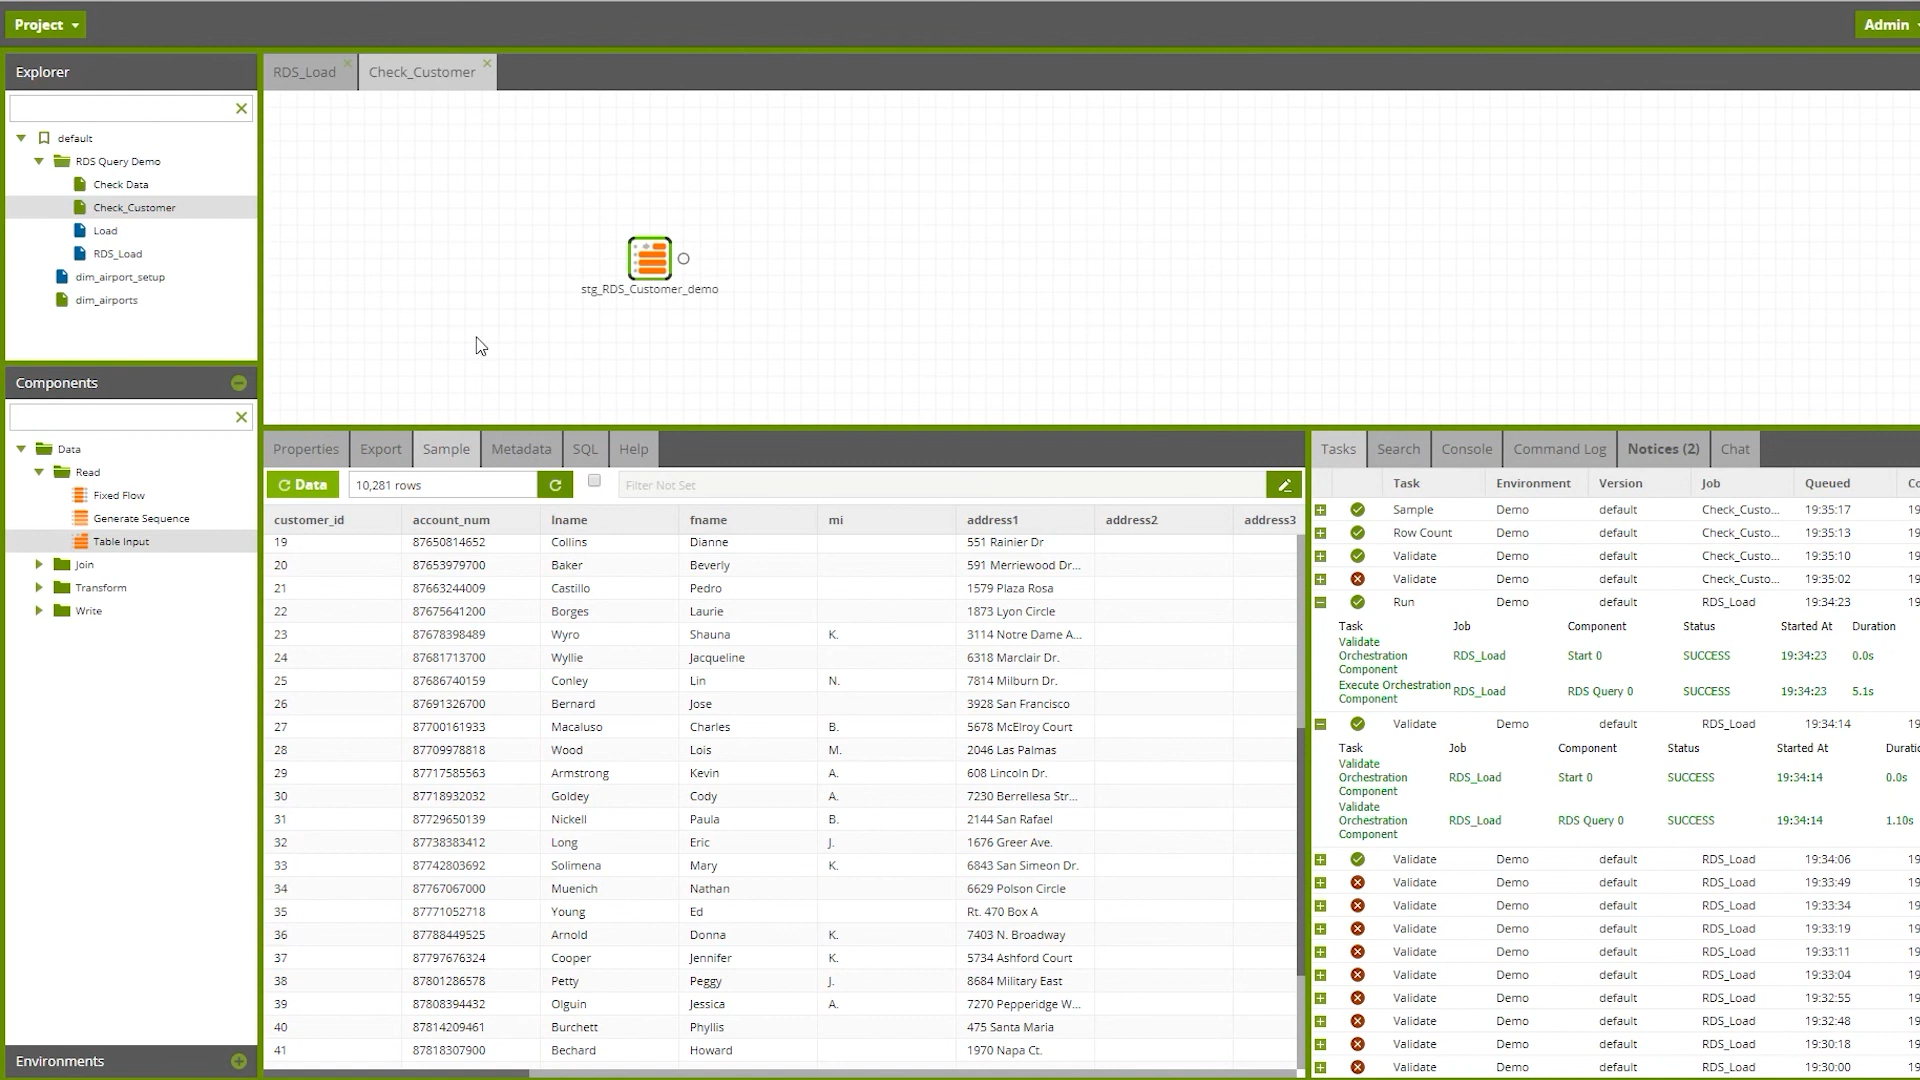 Project
Admin
Explorer
RDS_Load
Check_Customer
default
RDS Query Demo
Check Data
Check_Customer
Load
RDS_Load
dim_airport_setup
dim_airports
stg_RDS_Customer_demo
Components
Data
Read
Fixed Flow
Generate Sequence
Table Input
Join
Transform
Write
Environments
Properties Export Sample Metadata SQL Help
Data 10,281 rows Filter Not Set
customer_id account_num lname fname mi address1 address2 address3
19 87650814652 Collins Dianne 551 Rainier Dr
20 87653979700 Baker Beverly 591 Merriewood Dr...
21 87663244009 Castillo Pedro 1579 Plaza Rosa
22 87675641200 Borges Laurie 1873 Lyon Circle
23 87678398489 Wyro Shauna K. 3114 Notre Dame A...
24 87681713700 Wyllie Jacqueline 6318 Marclair Dr.
25 87686740159 Conley Lin N. 7814 Milburn Dr.
26 87691326700 Bernard Jose 3928 San Francisco
27 87700161933 Macaluso Charles B. 5678 McElroy Court
28 87709978818 Wood Lois M. 2046 Las Palmas
29 87717585563 Armstrong Kevin A. 608 Lincoln Dr.
30 87718932032 Goldey Cody A. 7230 Berrellesa Str...
31 87729650139 Nickell Paula B. 2144 San Rafael
32 87738383412 Long Eric J. 1676 Greer Ave.
33 87742803692 Solimena Mary K. 6843 San Simeon Dr.
34 87767067000 Muenich Nathan 6629 Polson Circle
35 87771052718 Young Ed Rt. 470 Box A
36 87788449525 Arnold Donna K. 7403 N. Broadway
37 87797676324 Cooper Jennifer K. 5734 Ashford Court
38 87801286578 Petty Peggy J. 8684 Military East
39 87808394432 Olguin Jessica A. 7270 Pepperidge W...
40 87814209461 Burchett Phyllis 475 Santa Maria
41 87818307900 Bechard Howard 1970 Napa Ct.
Tasks Search Console Command Log Notices (2) Chat
Task Environment Version Job Queued Co
Sample Demo default Check_Custo... 19:35:17 19
Row Count Demo default Check_Custo... 19:35:13 19
Validate Demo default Check_Custo... 19:35:10 19
Validate Demo default Check_Custo... 19:35:02 19
Run Demo default RDS_Load 19:34:23 19
Task Job Component Status Started At Duration
Validate
Orchestration RDS_Load Start 0 SUCCESS 19:34:23 0.0s
Component
Execute Orchestration RDS_Load RDS Query 0 SUCCESS 19:34:23 5.1s
Component
Validate Demo default RDS_Load 19:34:14 19
Task Job Component Status Started At Duratio
Validate
Orchestration RDS_Load Start 0 SUCCESS 19:34:14 0.0s
Component
Validate
Orchestration RDS_Load RDS Query 0 SUCCESS 19:34:14 1.10s
Component
Validate Demo default RDS_Load 19:34:06 19
Validate Demo default RDS_Load 19:33:49 19
Validate Demo default RDS_Load 19:33:34 19
Validate Demo default RDS_Load 19:33:19 19
Validate Demo default RDS_Load 19:33:11 19
Validate Demo default RDS_Load 19:33:04 19
Validate Demo default RDS_Load 19:32:55 19
Validate Demo default RDS_Load 19:32:48 19
Validate Demo default RDS_Load 19:30:18 19
Validate Demo default RDS_Load 19:30:00 19